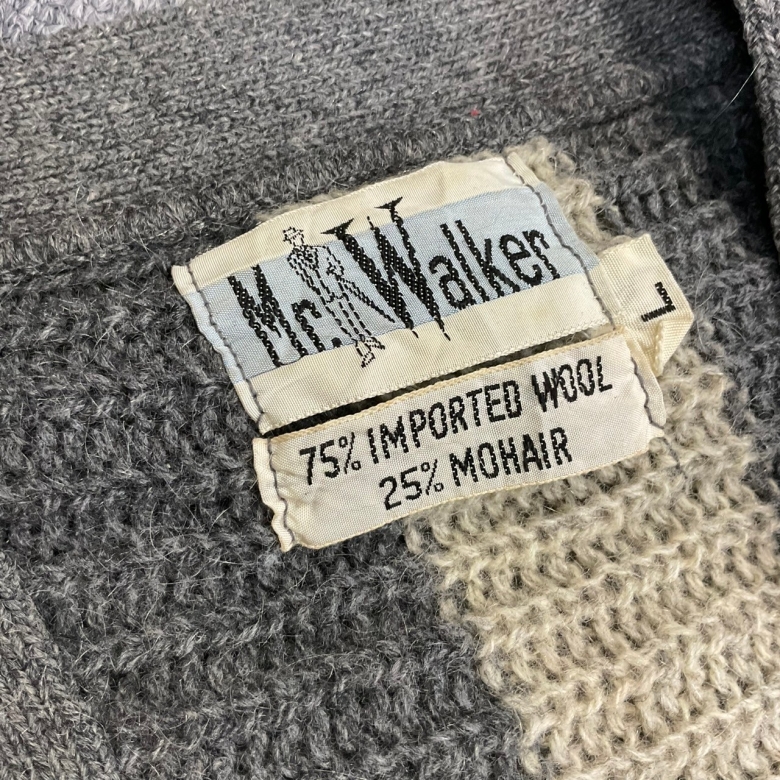 Mr. Walker
L
75% IMPORTED WOOL
25% MOHAIR